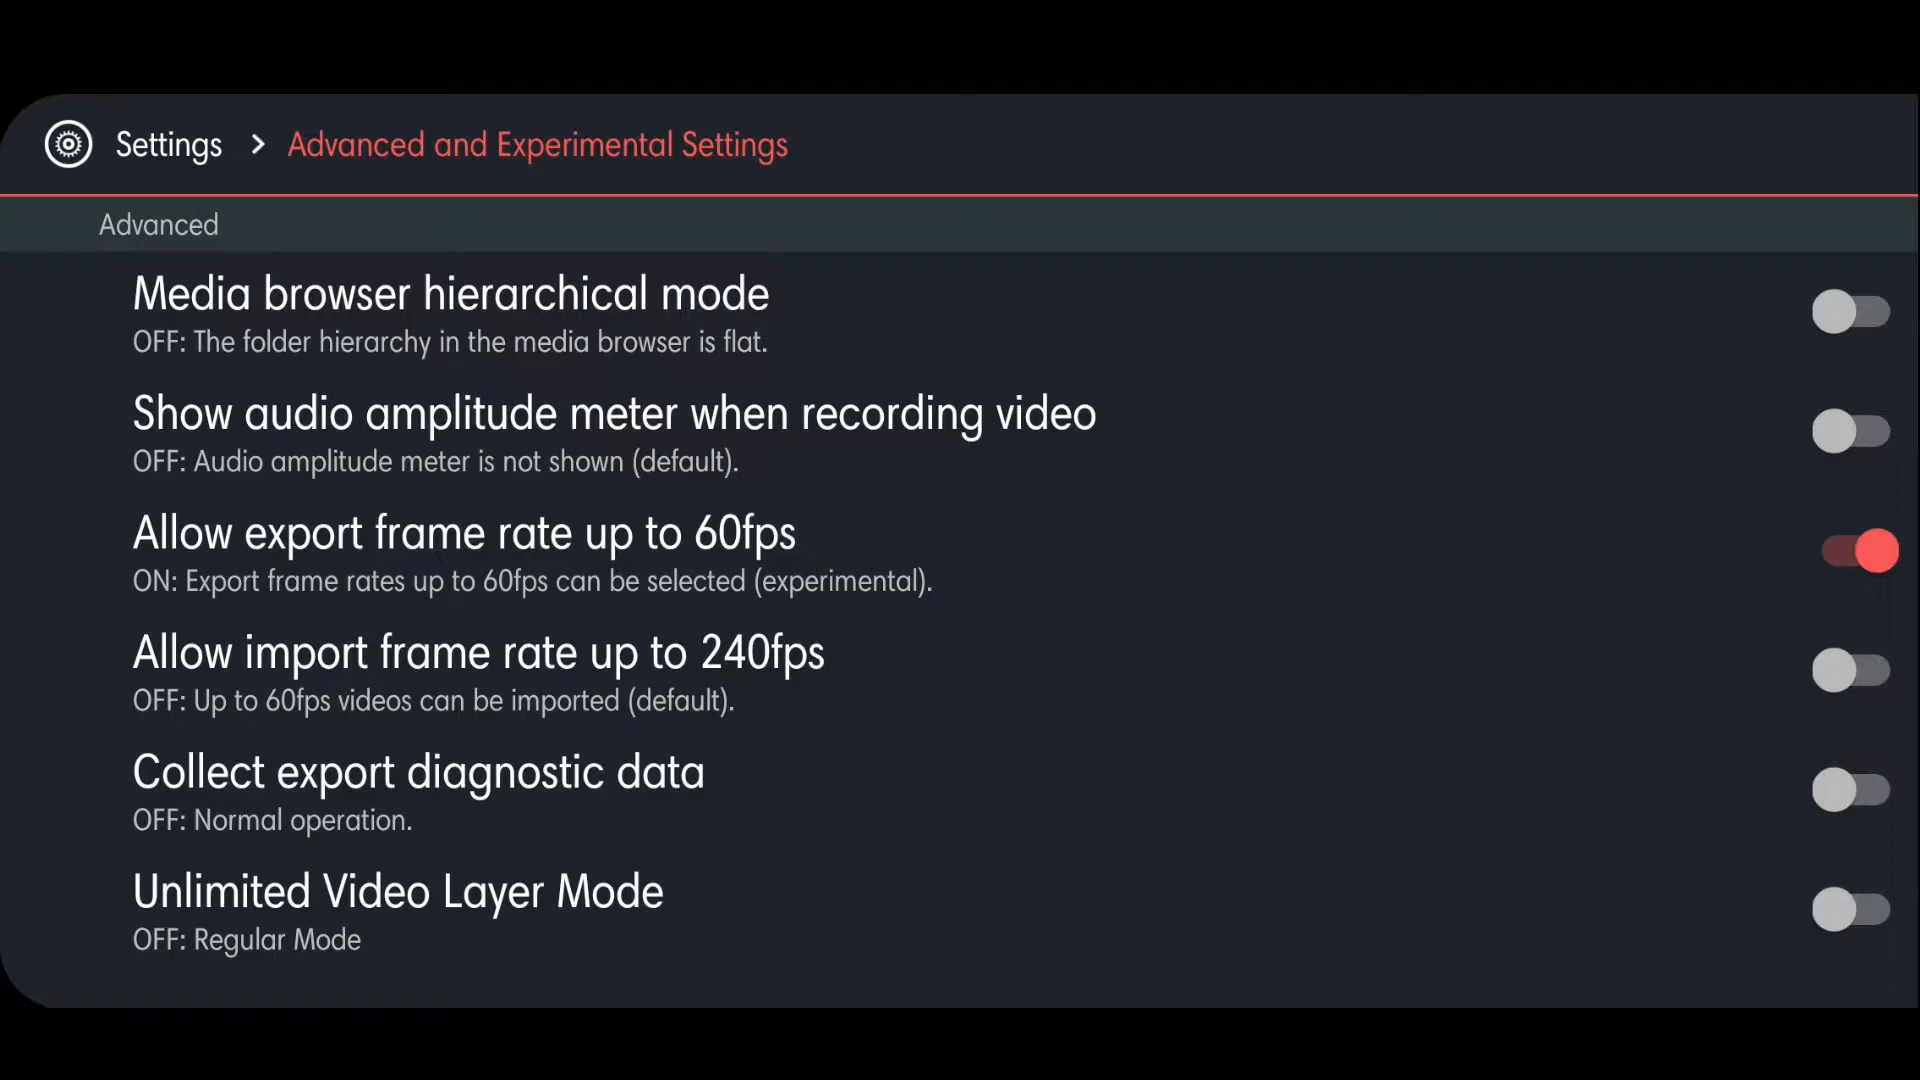 Settings > Advanced and Experimental Settings
Advanced
Media browser hierarchical mode
OFF: The folder hierarchy in the media browser is flat.
Show audio amplitude meter when recording video
OFF: Audio amplitude meter is not shown (default).
Allow export frame rate up to 60fps
ON: Export frame rates up to 60fps can be selected (experimental).
Allow import frame rate up to 240fps
OFF: Up to 60fps videos can be imported (default).
Collect export diagnostic data
OFF: Normal operation.
Unlimited Video Layer Mode
OFF: Regular Mode